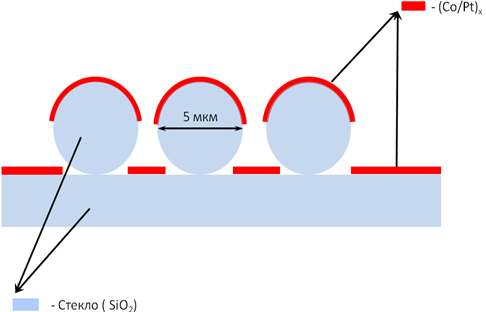 - (Co/Pt)ₓ
5 мкм
- Стекло ( SiO₂)